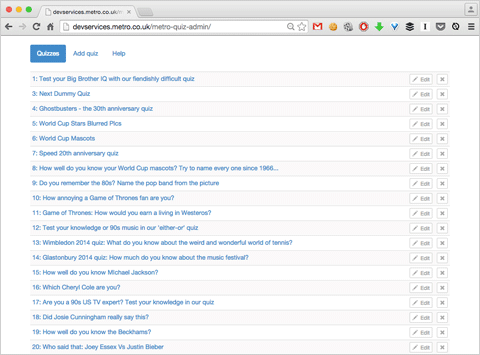 devservices.metro.co.uk/m
devservices.metro.co.uk/metro-quiz-admin/
Quizzes Add quiz Help
1: Test your Big Brother IQ with our fiendishly difficult quiz Edit
3: Next Dummy Quiz Edit
4: Ghostbusters - the 30th anniversary quiz Edit
5: World Cup Stars Blurred Pics Edit
6: World Cup Mascots Edit
7: Speed 20th anniversary quiz Edit
8: How well do you know your World Cup mascots? Try to name every one since 1966... Edit
9: Do you remember the 80s? Name the pop band from the picture Edit
10: How annoying a Game of Thrones fan are you? Edit
11: Game of Thrones: How would you earn a living in Westeros? Edit
12: Test your knowledge or 90s music in our 'either-or' quiz Edit
13: Wimbledon 2014 quiz: What do you know about the weird and wonderful world of tennis? Edit
14: Glastonbury 2014 quiz: How much do you know about the music festival? Edit
15: How well do you know Michael Jackson? Edit
16: Which Cheryl Cole are you? Edit
17: Are you a 90s US TV expert? Test your knowledge in our quiz Edit
18: Did Josie Cunningham really say this? Edit
19: How well do you know the Beckhams? Edit
20: Who said that: Joey Essex Vs Justin Bieber Edit